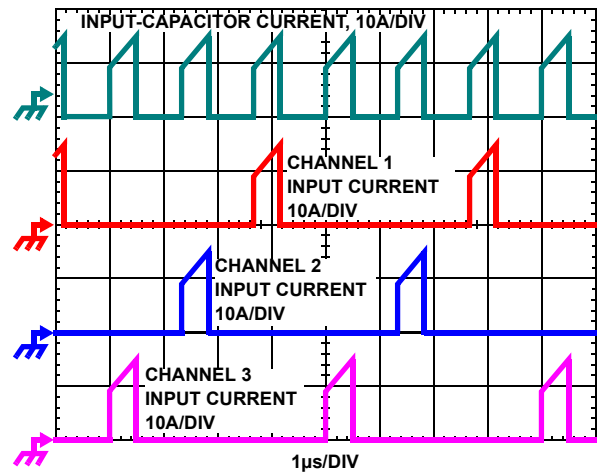 INPUT-CAPACITOR CURRENT, 10A/DIV
CHANNEL 1
INPUT CURRENT
10A/DIV
CHANNEL 2
INPUT CURRENT
10A/DIV
CHANNEL 3
INPUT CURRENT
10A/DIV
1µs/DIV